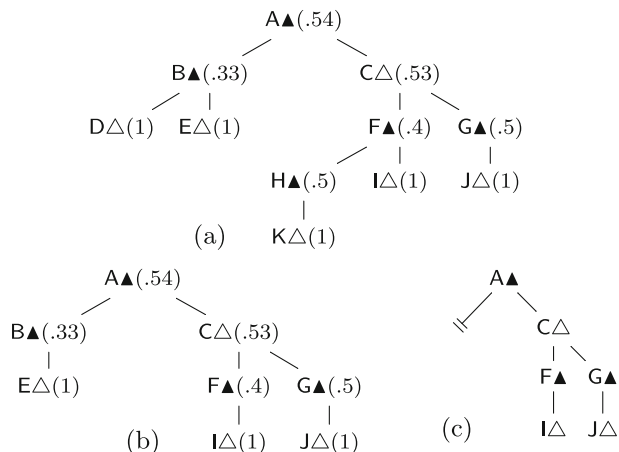 A▲(.54)
B▲(.33) C△(.53)
D△(1) E△(1) F▲(.4) G▲(.5)
H▲(.5) I△(1) J△(1)
(a) K△(1)
A▲(.54)
B▲(.33) C△(.53)
E△(1) F▲(.4) G▲(.5)
(b) I△(1) J△(1)
A▲
C△
F▲ G▲
(c) I△ J△